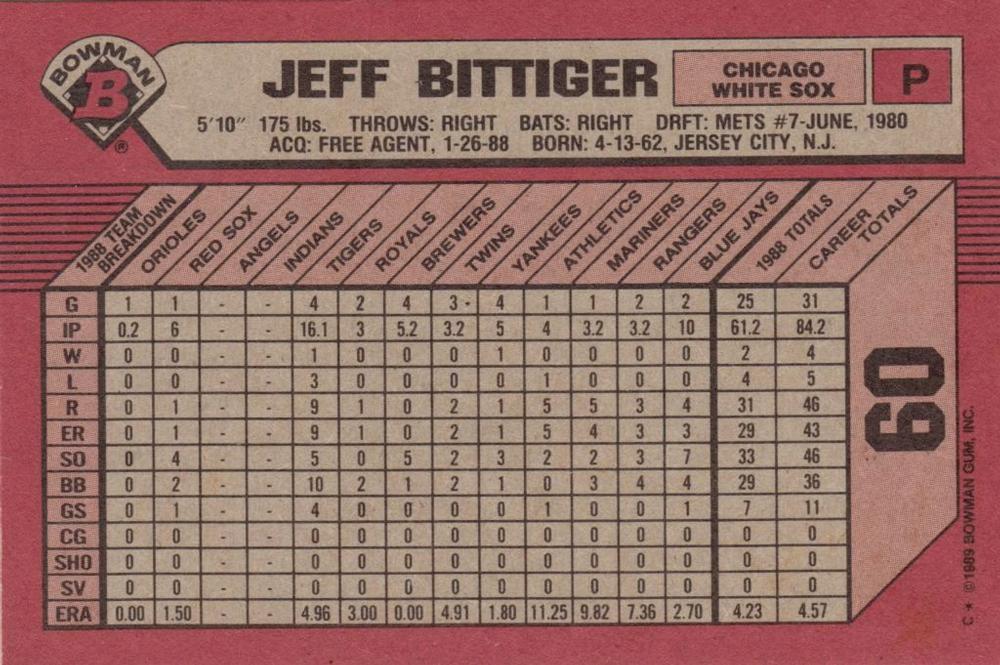 BOWMAN
B
®
JEFF BITTIGER
CHICAGO
WHITE SOX
P
5'10" 175 lbs. THROWS: RIGHT BATS: RIGHT DRFT: METS #7-JUNE, 1980
ACQ: FREE AGENT, 1-26-88 BORN: 4-13-62, JERSEY CITY, N.J.
1988 TEAM
BREAKDOWN
ORIOLES
RED SOX
ANGELS
INDIANS
TIGERS
ROYALS
BREWERS
TWINS
YANKEES
ATHLETICS
MARINERS
RANGERS
BLUE JAYS
1988 TOTALS
CAREER
TOTALS
G 1 1 - - 4 2 4 3 4 1 1 2 2 25 31
IP 0.2 6 - - 16.1 3 5.2 3.2 5 4 3.2 3.2 10 61.2 84.2
W 0 0 - - 1 0 0 0 1 0 0 0 0 2 4
L 0 0 - - 3 0 0 0 0 1 0 0 0 4 5
R 0 1 - - 9 1 0 2 1 5 5 3 4 31 46
ER 0 1 - - 9 1 0 2 1 5 4 3 3 29 43
SO 0 4 - - 5 0 5 2 3 2 2 3 7 33 46
BB 0 2 - - 10 2 1 2 1 0 3 4 4 29 36
GS 0 1 - - 4 0 0 0 0 1 0 0 1 7 11
CG 0 0 - - 0 0 0 0 0 0 0 0 0 0 0
SHO 0 0 - - 0 0 0 0 0 0 0 0 0 0 0
SV 0 0 - - 0 0 0 0 0 0 0 0 0 0 0
ERA 0.00 1.50 - - 4.96 3.00 0.00 4.91 1.80 11.25 9.82 7.36 2.70 4.23 4.57
60
C* ©1989 BOWMAN GUM, INC.